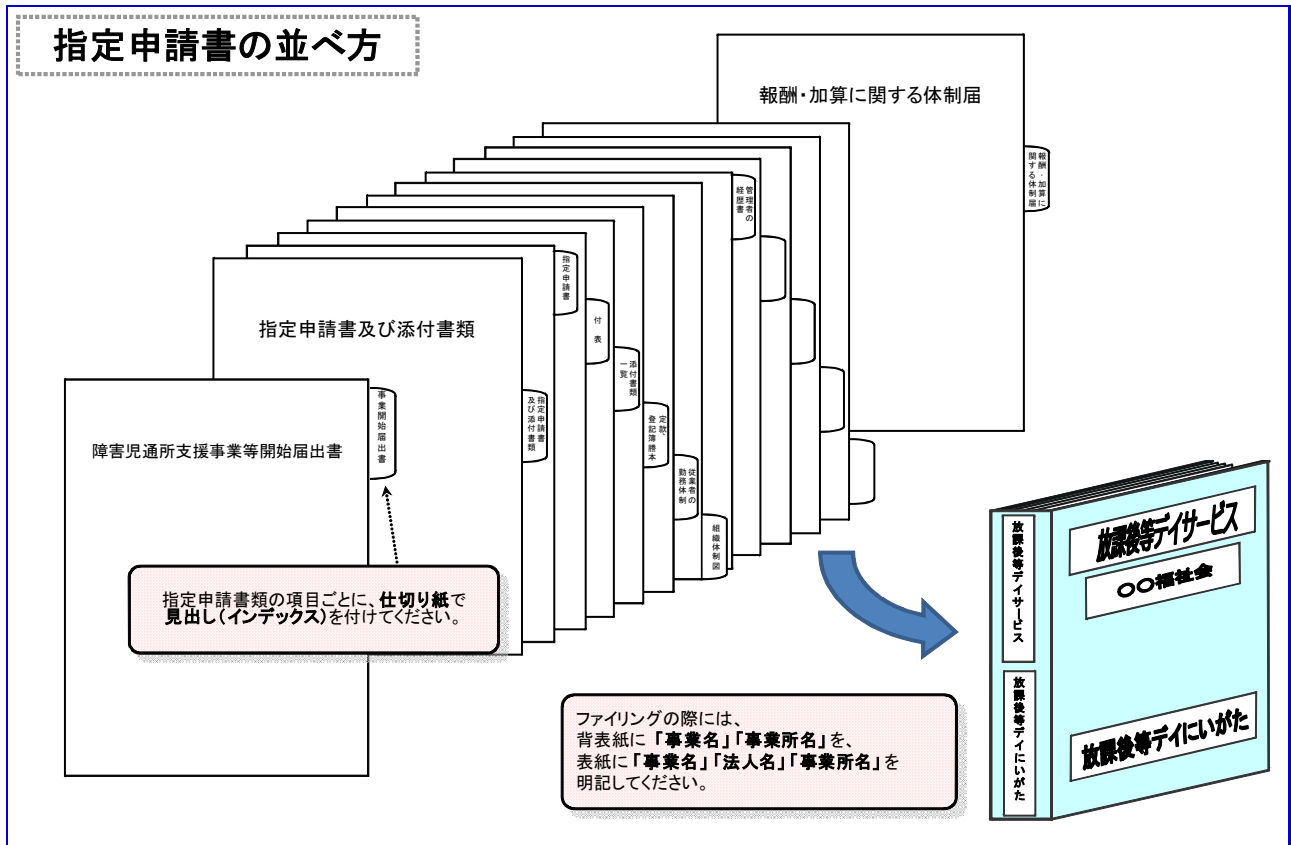 指定申請書の並べ方
報酬・加算に関する体制届
報酬・加算に
関する体制届
管理者の
経歴書
指定申請書
指定申請書及び添付書類
付表
添付書類
一覧
指定申請書
及び添付書類
定款、
登記簿謄本
従業者の
勤務体制
組織体制図
障害児通所支援事業等開始届出書
事業開始届出書
指定申請書類の項目ごとに、仕切り紙で
見出し(インデックス)を付けてください。
ファイリングの際には、
背表紙に「事業名」「事業所名」を、
表紙に「事業名」「法人名」「事業所名」を
明記してください。
放課後等デイサービス
放課後等デイにいがた
放課後等デイサービス
〇〇福祉会
放課後等デイにいがた